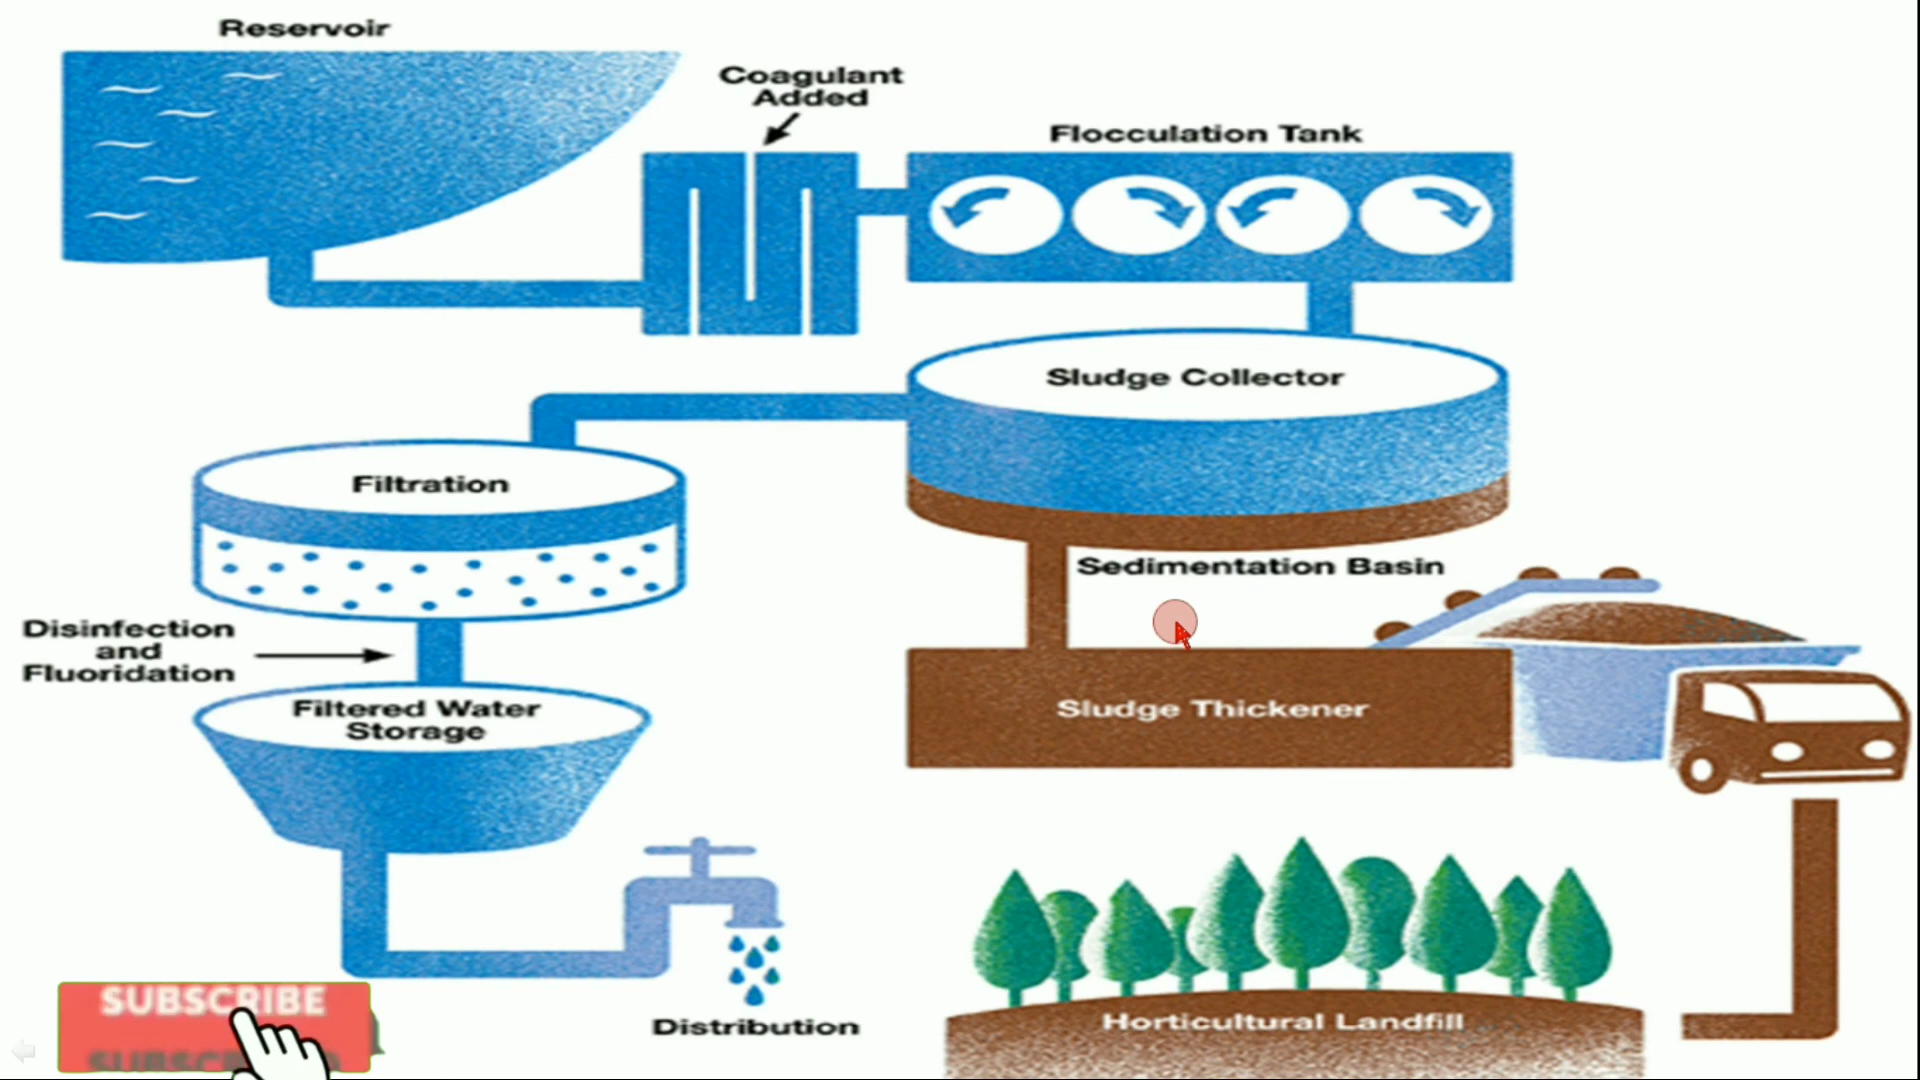 Reservoir
Coagulant
Added
Flocculation Tank
Sludge Collector
Filtration
Sedimentation Basin
Disinfection
and
Fluoridation
Filtered Water
Storage
Sludge Thickener
Distribution
Horticultural Landfill
SUBSCRIBE